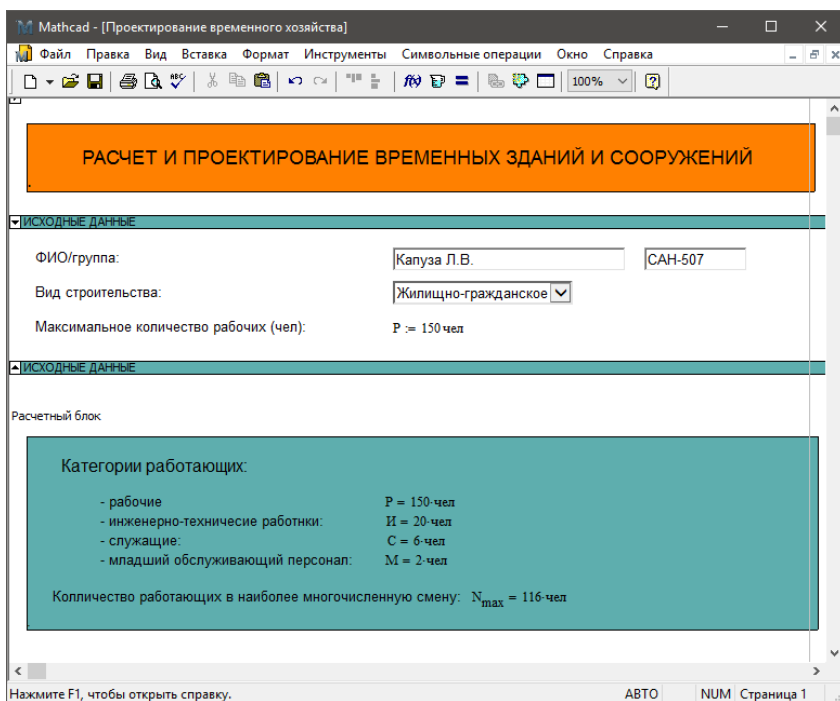 Mathcad - [Проектирование временного хозяйства]
Файл Правка Вид Вставка Формат Инструменты Символьные операции Окно Справка
100%
РАСЧЕТ И ПРОЕКТИРОВАНИЕ ВРЕМЕННЫХ ЗДАНИЙ И СООРУЖЕНИЙ
ИСХОДНЫЕ ДАННЫЕ
ФИО/группа: Капуза Л.В. САН-507
Вид строительства: Жилищно-гражданское
Максимальное количество рабочих (чел): P := 150 чел
ИСХОДНЫЕ ДАННЫЕ
Расчетный блок
Категории работающих:
- рабочие P = 150·чел
- инженерно-техничесие работнки: И = 20·чел
- служащие: С = 6·чел
- младший обслуживающий персонал: М = 2·чел
Колличество работающих в наиболее многочисленную смену: Nmax = 116·чел
Нажмите F1, чтобы открыть справку. АВТО NUM Страница 1